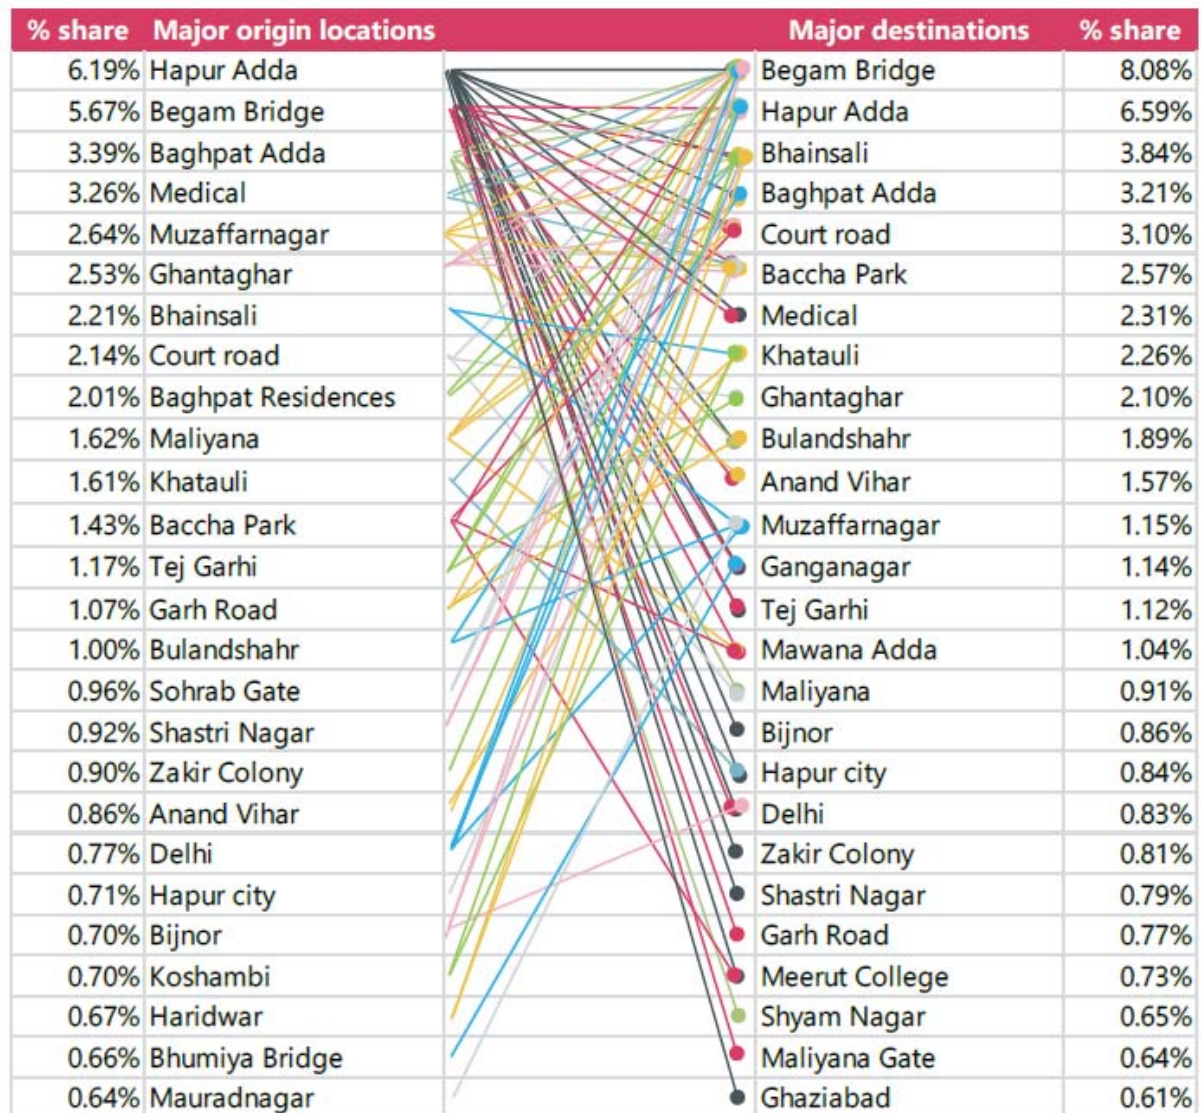 % share Major origin locations Major destinations % share
6.19% Hapur Adda Begam Bridge 8.08%
5.67% Begam Bridge Hapur Adda 6.59%
3.39% Baghpat Adda Bhainsali 3.84%
3.26% Medical Baghpat Adda 3.21%
2.64% Muzaffarnagar Court road 3.10%
2.53% Ghantaghar Baccha Park 2.57%
2.21% Bhainsali Medical 2.31%
2.14% Court road Khatauli 2.26%
2.01% Baghpat Residences Ghantaghar 2.10%
1.62% Maliyana Bulandshahr 1.89%
1.61% Khatauli Anand Vihar 1.57%
1.43% Baccha Park Muzaffarnagar 1.15%
1.17% Tej Garhi Ganganagar 1.14%
1.07% Garh Road Tej Garhi 1.12%
1.00% Bulandshahr Mawana Adda 1.04%
0.96% Sohrab Gate Maliyana 0.91%
0.92% Shastri Nagar Bijnor 0.86%
0.90% Zakir Colony Hapur city 0.84%
0.86% Anand Vihar Delhi 0.83%
0.77% Delhi Zakir Colony 0.81%
0.71% Hapur city Shastri Nagar 0.79%
0.70% Bijnor Garh Road 0.77%
0.70% Koshambi Meerut College 0.73%
0.67% Haridwar Shyam Nagar 0.65%
0.66% Bhumiya Bridge Maliyana Gate 0.64%
0.64% Mauradnagar Ghaziabad 0.61%